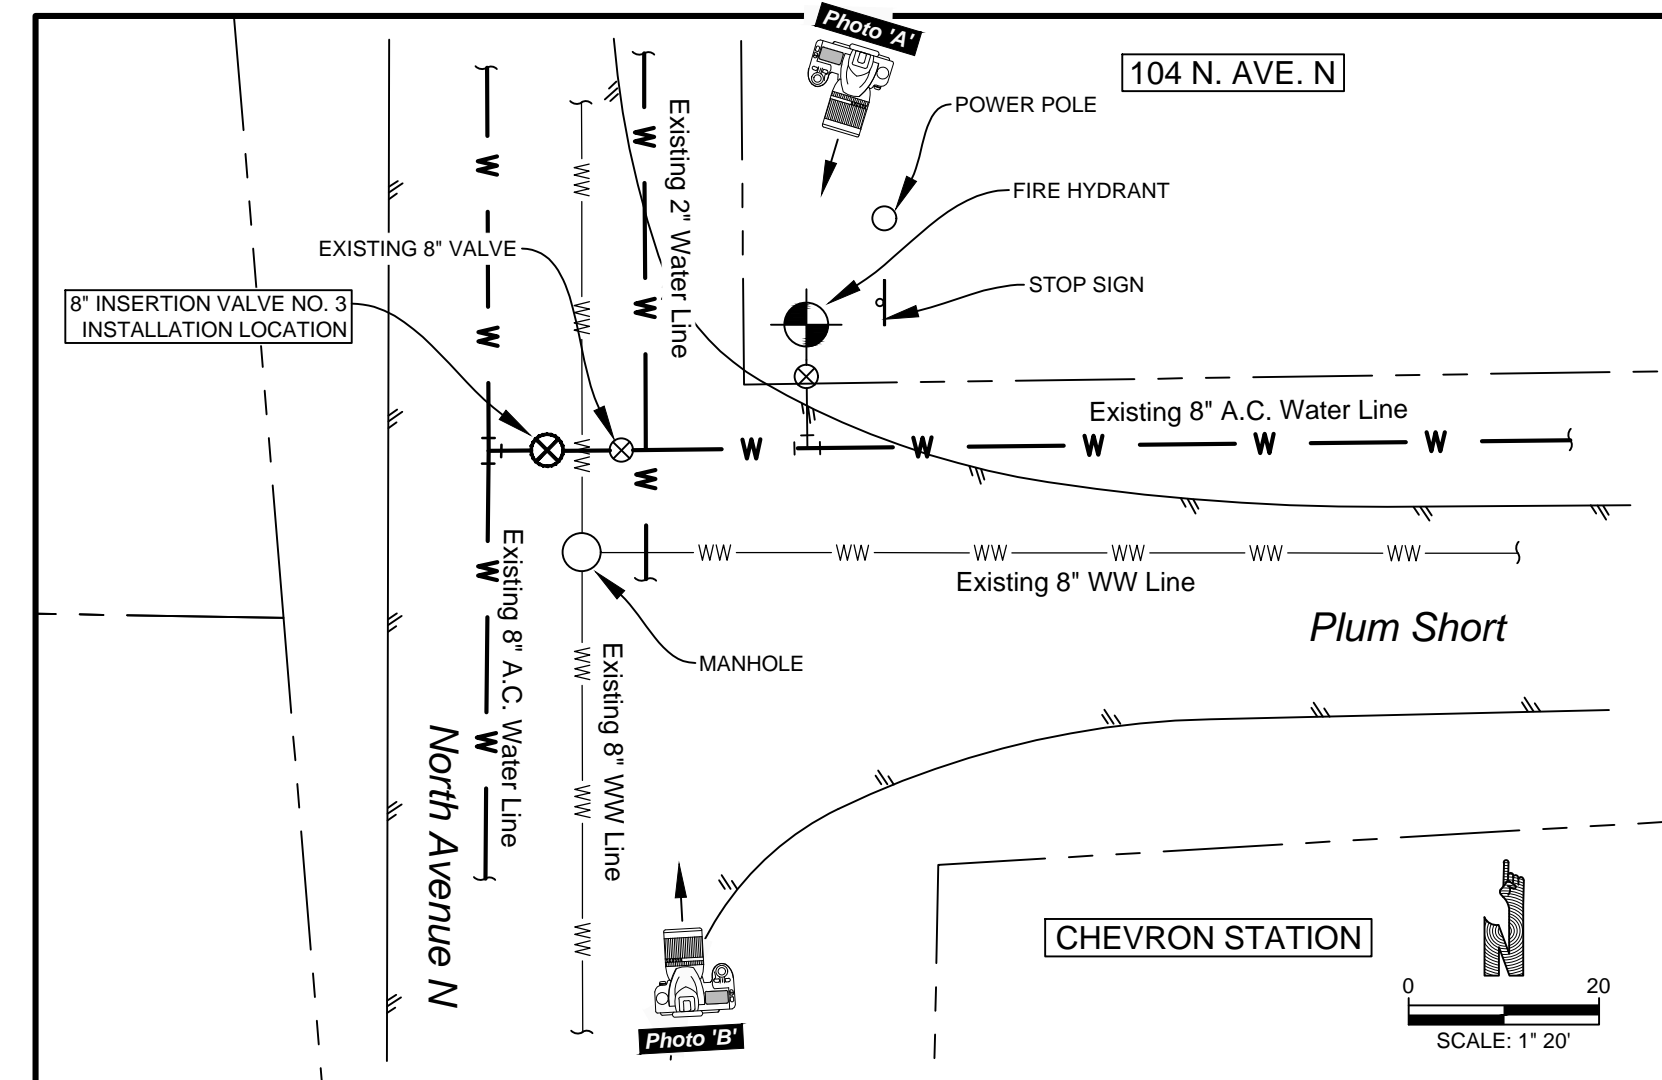 Photo 'A'
104 N. AVE. N
POWER POLE
FIRE HYDRANT
STOP SIGN
EXISTING 8" VALVE
8" INSERTION VALVE NO. 3
INSTALLATION LOCATION
Existing 2" Water Line
W
W
W
W
W
W
W
W
W
WW
WW
WW
WW
WW
WW
Existing 8" A.C. Water Line
W
W
W
W
W
WW
WW
WW
WW
WW
WW
Existing 8" WW Line
Plum Short
MANHOLE
Existing 8" A.C. Water Line
Existing 8" WW Line
North Avenue N
CHEVRON STATION
N
0 20
SCALE: 1" 20'
Photo 'B'